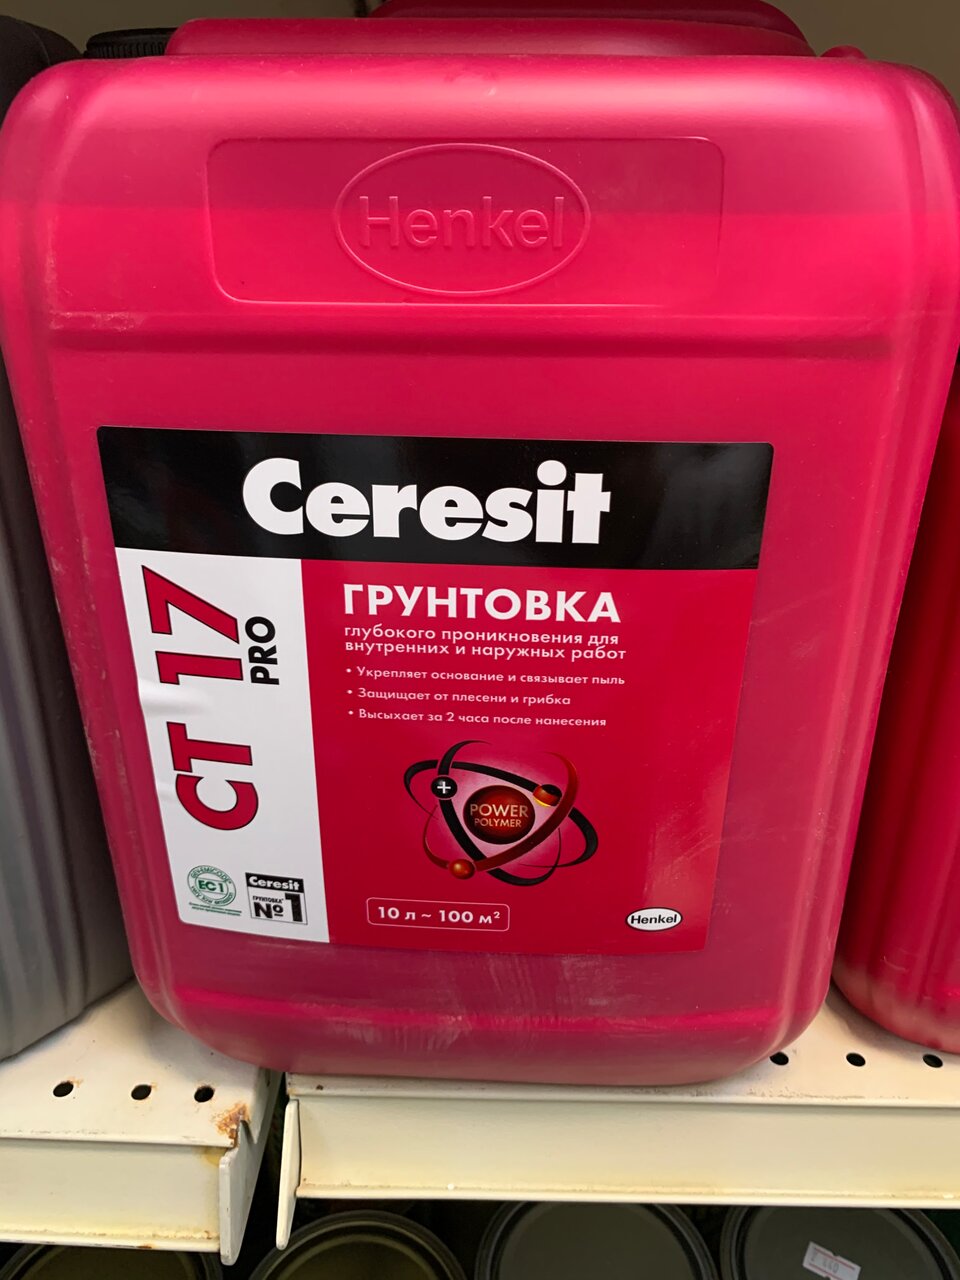 Henkel
Ceresit
CT 17
PRO
ГРУНТОВКА
глубокого проникновения для
внутренних и наружных работ
• Укрепляет основание и связывает пыль
• Защищает от плесени и грибка
• Высыхает за 2 часа после нанесения
+
POWER
POLYMER
EC1
Ceresit
ГРУНТОВКА
№1
10 л ~ 100 м²
Henkel